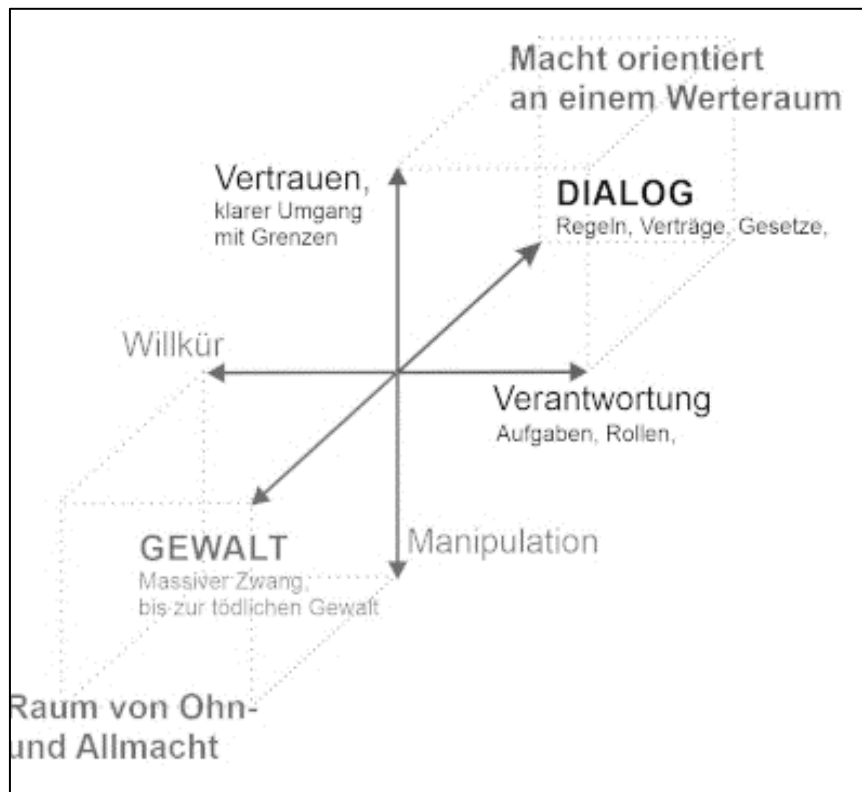 Macht orientiert
an einem Werteraum
Vertrauen,
klarer Umgang
mit Grenzen
DIALOG
Regeln, Verträge, Gesetze,
Willkür
Verantwortung
Aufgaben, Rollen,
GEWALT
Massiver Zwang,
bis zur tödlichen Gewalt
Manipulation
Raum von Ohn-
und Allmacht